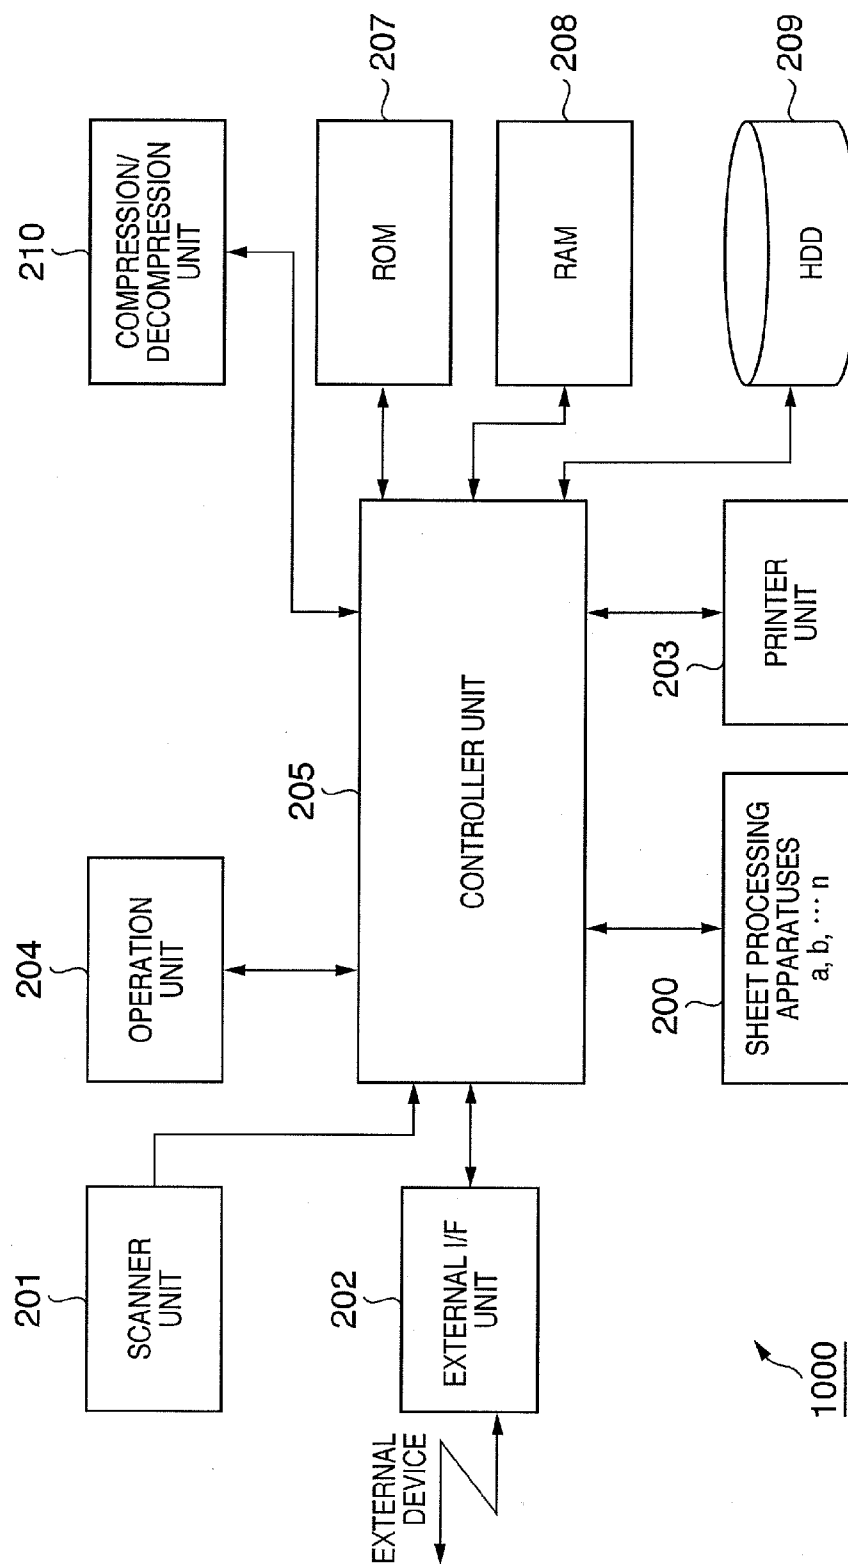 201
SCANNER
UNIT
204
OPERATION
UNIT
210
COMPRESSION/
DECOMPRESSION
UNIT
EXTERNAL
DEVICE
202
EXTERNAL I/F
UNIT
205
CONTROLLER UNIT
ROM
207
RAM
208
200
SHEET PROCESSING
APPARATUSES
a, b, ··· n
203
PRINTER
UNIT
HDD
209
1000